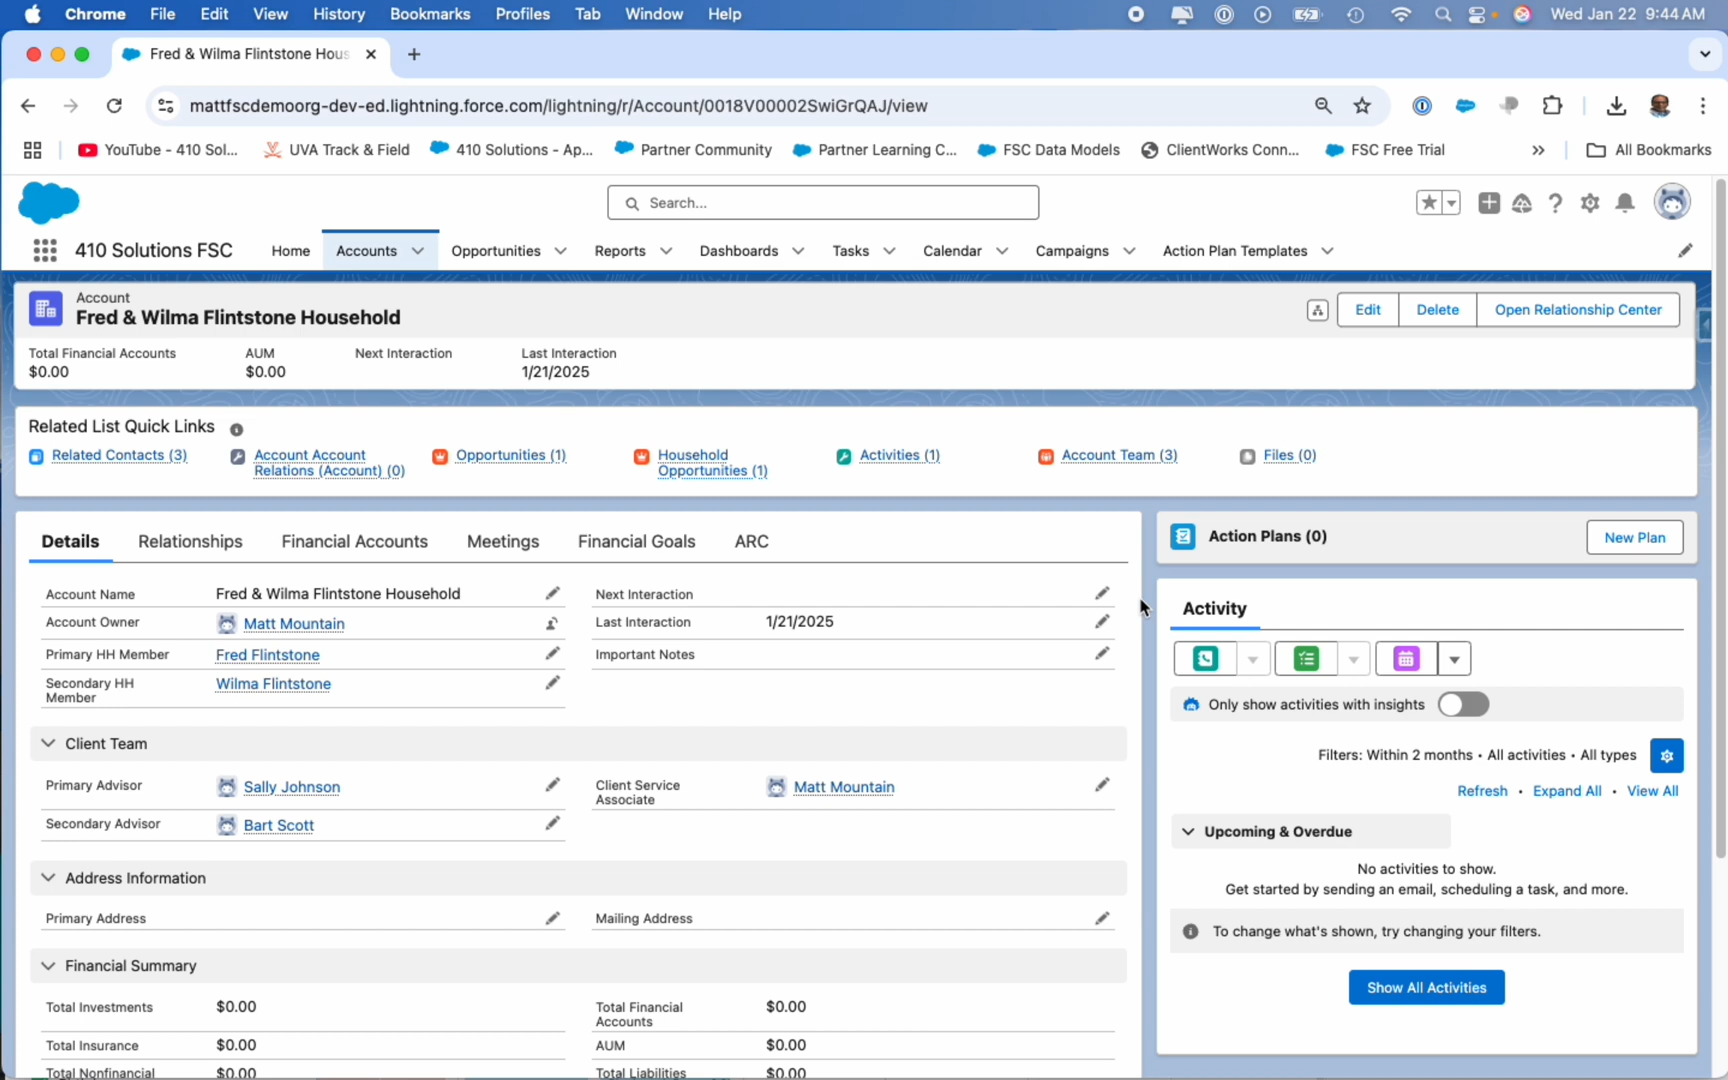 Chrome File Edit View History Bookmarks Profiles Tab Window Help Wed Jan 22 9:44 AM
Fred & Wilma Flintstone Hous
mattfscdemoorg-dev-ed.lightning.force.com/lightning/r/Account/0018V00002SwiGrQAJ/view
YouTube - 410 Sol... UVA Track & Field 410 Solutions - Ap... Partner Community Partner Learning C... FSC Data Models ClientWorks Conn... FSC Free Trial » All Bookmarks
Search...
410 Solutions FSC Home Accounts Opportunities Reports Dashboards Tasks Calendar Campaigns Action Plan Templates
Account
Fred & Wilma Flintstone Household
Edit Delete Open Relationship Center
Total Financial Accounts AUM Next Interaction Last Interaction
$0.00 $0.00 1/21/2025
Related List Quick Links
Related Contacts (3) Account Account Opportunities (1) Household Activities (1) Account Team (3) Files (0)
Relations (Account) (0) Opportunities (1)
Details Relationships Financial Accounts Meetings Financial Goals ARC
Account Name Fred & Wilma Flintstone Household Next Interaction
Account Owner Matt Mountain Last Interaction 1/21/2025
Primary HH Member Fred Flintstone Important Notes
Secondary HH Wilma Flintstone
Member
Client Team
Primary Advisor Sally Johnson Client Service Matt Mountain
Associate
Secondary Advisor Bart Scott
Address Information
Primary Address Mailing Address
Financial Summary
Total Investments $0.00 Total Financial $0.00
Accounts
Total Insurance $0.00 AUM $0.00
Total Nonfinancial $0.00 Total Liabilities $0.00
Action Plans (0) New Plan
Activity
Only show activities with insights
Filters: Within 2 months • All activities • All types
Refresh • Expand All • View All
Upcoming & Overdue
No activities to show.
Get started by sending an email, scheduling a task, and more.
To change what's shown, try changing your filters.
Show All Activities